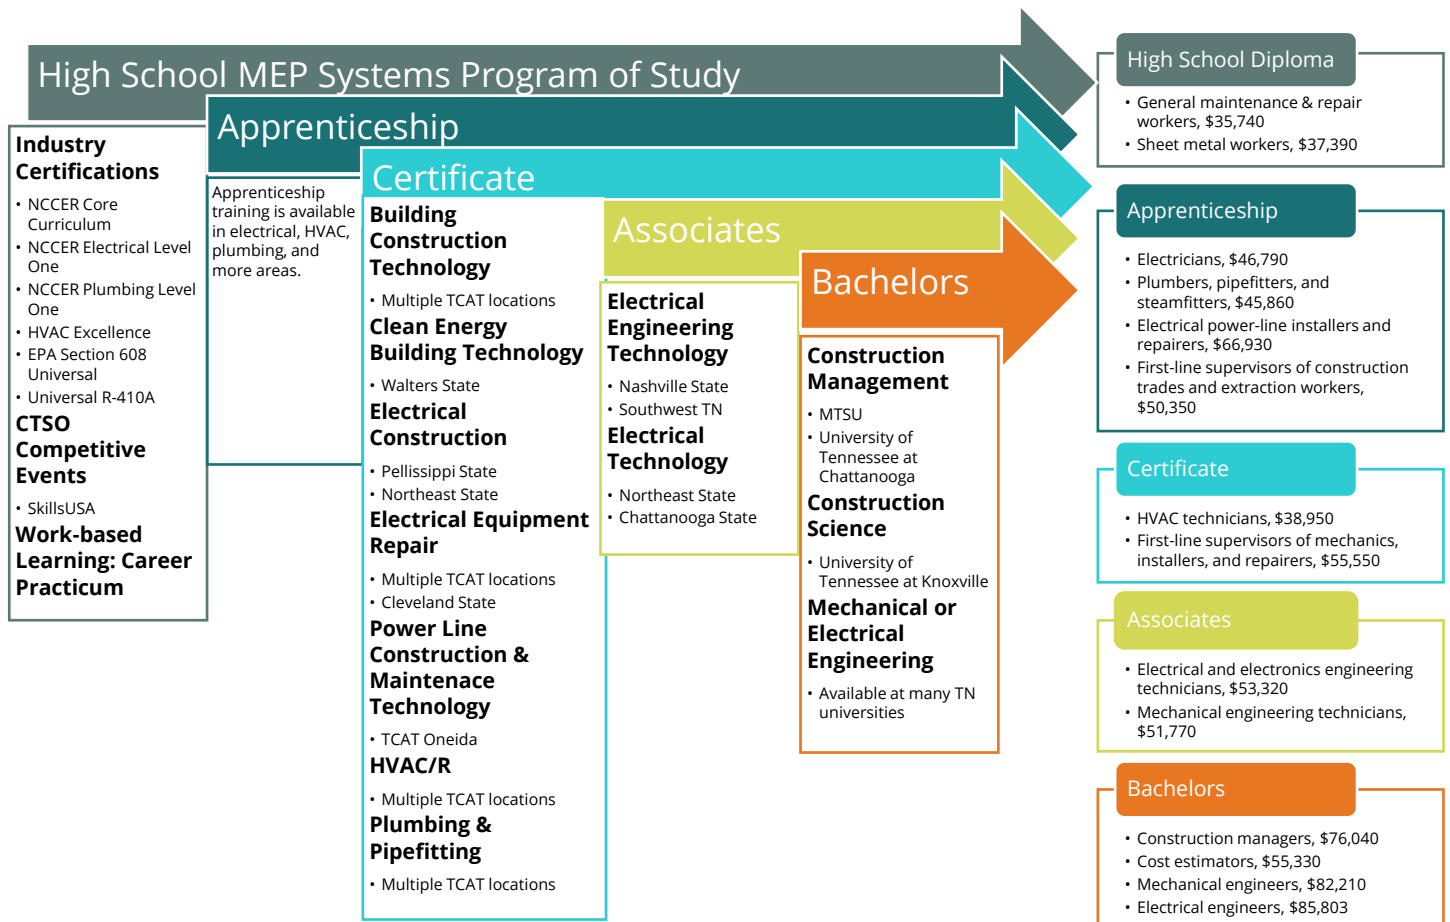 High School MEP Systems Program of Study
Industry
Certifications
• NCCER Core
Curriculum
• NCCER Electrical Level
One
• NCCER Plumbing Level
One
• HVAC Excellence
• EPA Section 608
Universal
• Universal R-410A
CTSO
Competitive
Events
• SkillsUSA
Work-based
Learning: Career
Practicum
Apprenticeship
Apprenticeship
training is available
in electrical, HVAC,
plumbing, and
more areas.
Certificate
Building
Construction
Technology
• Multiple TCAT locations
Clean Energy
Building Technology
• Walters State
Electrical
Construction
• Pellissippi State
• Northeast State
Electrical Equipment
Repair
• Multiple TCAT locations
• Cleveland State
Power Line
Construction &
Maintenace
Technology
• TCAT Oneida
HVAC/R
• Multiple TCAT locations
Plumbing &
Pipefitting
• Multiple TCAT locations
Associates
Electrical
Engineering
Technology
• Nashville State
• Southwest TN
Electrical
Technology
• Northeast State
• Chattanooga State
Bachelors
Construction
Management
• MTSU
• University of
Tennessee at
Chattanooga
Construction
Science
• University of
Tennessee at Knoxville
Mechanical or
Electrical
Engineering
• Available at many TN
universities
High School Diploma
• General maintenance & repair
workers, $35,740
• Sheet metal workers, $37,390
Apprenticeship
• Electricians, $46,790
• Plumbers, pipefitters, and
steamfitters, $45,860
• Electrical power-line installers and
repairers, $66,930
• First-line supervisors of construction
trades and extraction workers,
$50,350
Certificate
• HVAC technicians, $38,950
• First-line supervisors of mechanics,
installers, and repairers, $55,550
Associates
• Electrical and electronics engineering
technicians, $53,320
• Mechanical engineering technicians,
$51,770
Bachelors
• Construction managers, $76,040
• Cost estimators, $55,330
• Mechanical engineers, $82,210
• Electrical engineers, $85,803